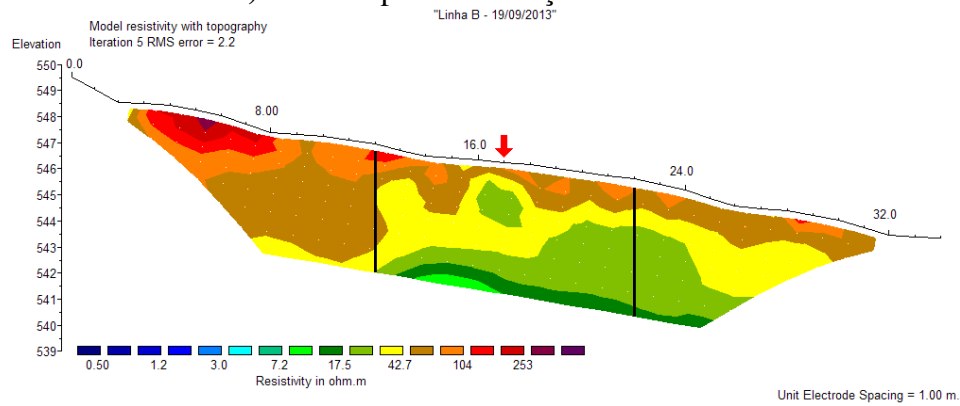 "Linha B - 19/09/2013"
Model resistivity with topography
Iteration 5 RMS error = 2.2
Elevation
550 0.0
549
548 8.00
547
546 16.0
545 24.0
544
543 32.0
542
541
540
539
0.50 1.2 3.0 7.2 17.5 42.7 104 253
Resistivity in ohm.m
Unit Electrode Spacing = 1.00 m.